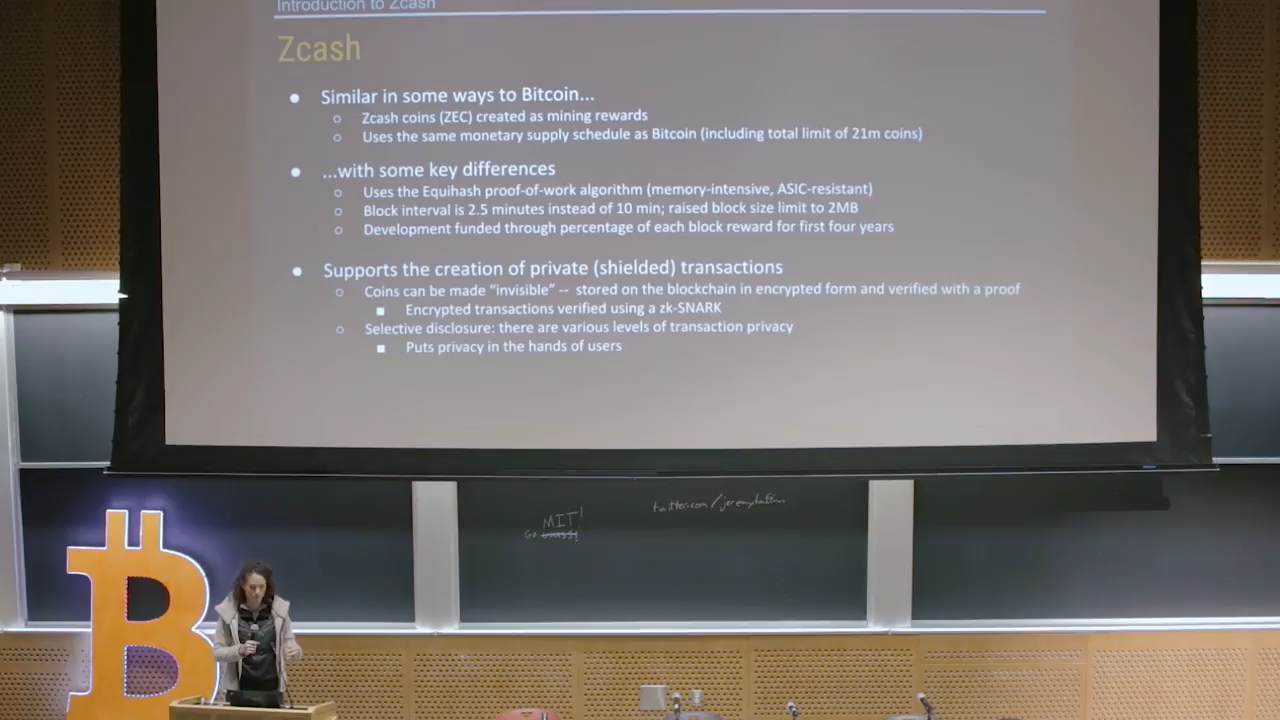 Introduction to Zcash
Zcash
● Similar in some ways to Bitcoin...
○ Zcash coins (ZEC) created as mining rewards
○ Uses the same monetary supply schedule as Bitcoin (including total limit of 21m coins)
● ...with some key differences
○ Uses the Equihash proof-of-work algorithm (memory-intensive, ASIC-resistant)
○ Block interval is 2.5 minutes instead of 10 min; raised block size limit to 2MB
○ Development funded through percentage of each block reward for first four years
● Supports the creation of private (shielded) transactions
○ Coins can be made "invisible" -- stored on the blockchain in encrypted form and verified with a proof
■ Encrypted transactions verified using a zk-SNARK
○ Selective disclosure: there are various levels of transaction privacy
■ Puts privacy in the hands of users
twitter.com/
MIT!
Go
B